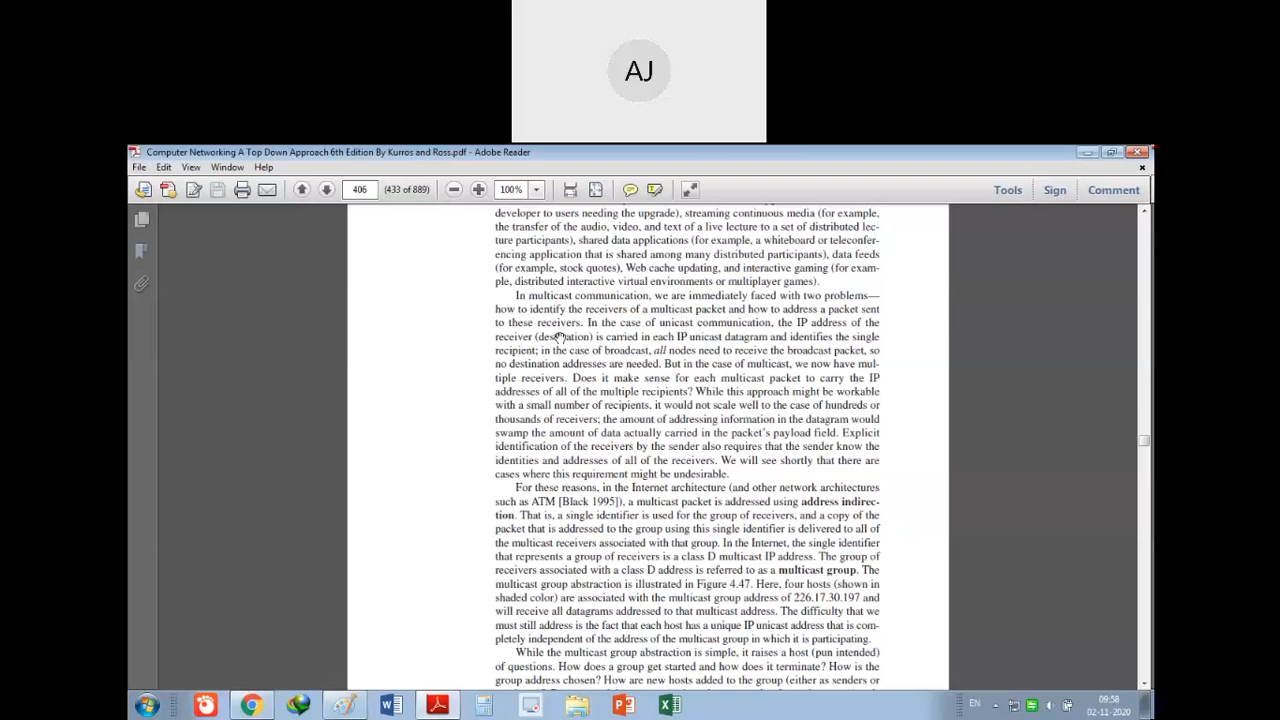 AJ
Computer Networking A Top Down Approach 6th Edition By Kurros and Ross.pdf - Adobe Reader
File Edit View Window Help
406 (433 of 889) 100% Tools Sign Comment
developer to users needing the upgrade), streaming continuous media (for example,
the transfer of the audio, video, and text of a live lecture to a set of distributed lec-
ture participants), shared data applications (for example, a whiteboard or teleconfer-
encing application that is shared among many distributed participants), data feeds
(for example, stock quotes), Web cache updating, and interactive gaming (for exam-
ple, distributed interactive virtual environments or multiplayer games).
In multicast communication, we are immediately faced with two problems—
how to identify the receivers of a multicast packet and how to address a packet sent
to these receivers. In the case of unicast communication, the IP address of the
receiver (destination) is carried in each IP unicast datagram and identifies the single
recipient; in the case of broadcast, all nodes need to receive the broadcast packet, so
no destination addresses are needed. But in the case of multicast, we now have mul-
tiple receivers. Does it make sense for each multicast packet to carry the IP
addresses of all of the multiple recipients? While this approach might be workable
with a small number of recipients, it would not scale well to the case of hundreds or
thousands of receivers; the amount of addressing information in the datagram would
swamp the amount of data actually carried in the packet's payload field. Explicit
identification of the receivers by the sender also requires that the sender know the
identities and addresses of all of the receivers. We will see shortly that there are
cases where this requirement might be undesirable.
For these reasons, in the Internet architecture (and other network architectures
such as ATM [Black 1995]), a multicast packet is addressed using address indirec-
tion. That is, a single identifier is used for the group of receivers, and a copy of the
packet that is addressed to the group using this single identifier is delivered to all of
the multicast receivers associated with that group. In the Internet, the single identifier
that represents a group of receivers is a class D multicast IP address. The group of
receivers associated with a class D address is referred to as a multicast group. The
multicast group abstraction is illustrated in Figure 4.47. Here, four hosts (shown in
shaded color) are associated with the multicast group address of 226.17.30.197 and
will receive all datagrams addressed to that multicast address. The difficulty that we
must still address is the fact that each host has a unique IP unicast address that is com-
pletely independent of the address of the multicast group in which it is participating.
While the multicast group abstraction is simple, it raises a host (pun intended)
of questions. How does a group get started and how does it terminate? How is the
group address chosen? How are new hosts added to the group (either as senders or
EN 09:58
02-11-2020